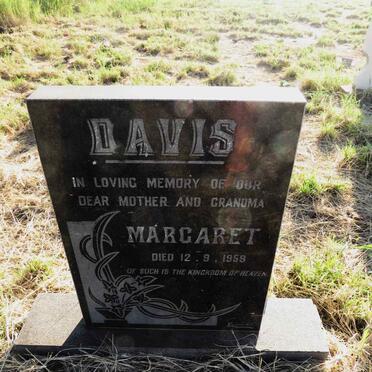 DAVIS
IN LOVING MEMORY OF OUR
DEAR MOTHER AND GRANDMA
MARGARET
DIED 12.9.1959
OF SUCH IS THE KINGDOM OF HEAVEN